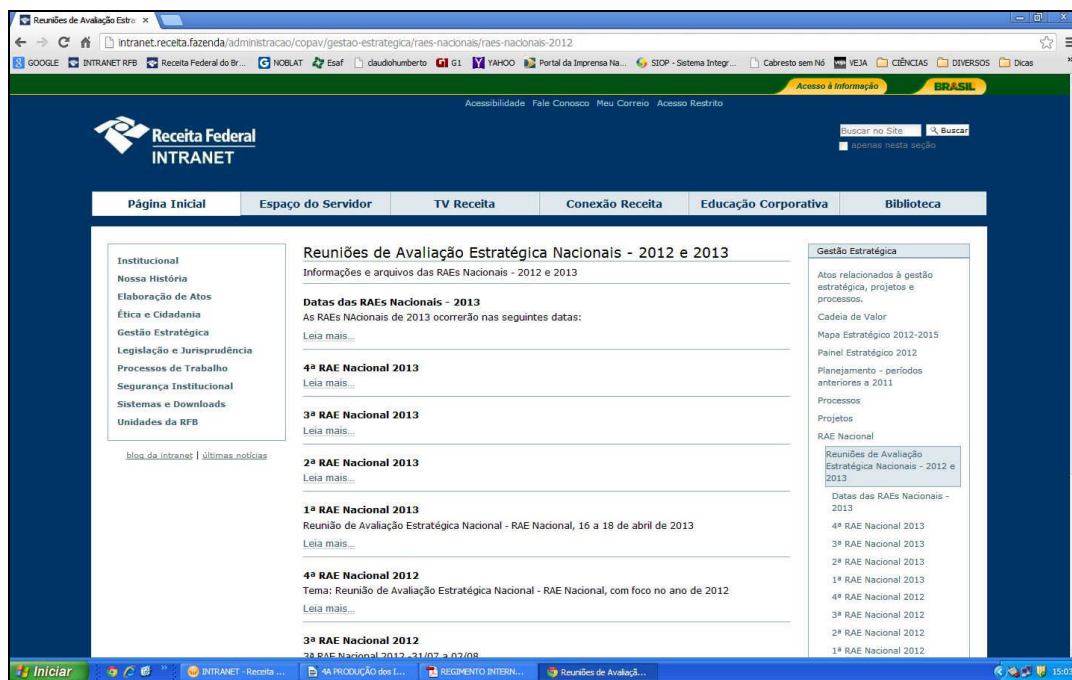 Reuniões de Avaliação Estra
intranet.receita.fazenda/administracao/copav/gestao-estrategica/raes-nacionais/raes-nacionais-2012
GOOGLE INTRANET RFB Receita Federal do Br... NOBLAT Esaf claudiohumberto G1 YAHOO Portal da Imprensa Na... SIOP - Sistema Integr... Cabresto sem Nó VEJA CIÊNCIAS DIVERSOS Dicas
Acesso à Informação BRASIL
Acessibilidade Fale Conosco Meu Correio Acesso Restrito
Receita Federal
INTRANET
Buscar no Site Buscar
apenas nesta seção
Página Inicial Espaço do Servidor TV Receita Conexão Receita Educação Corporativa Biblioteca
Institucional
Nossa História
Elaboração de Atos
Ética e Cidadania
Gestão Estratégica
Legislação e Jurisprudência
Processos de Trabalho
Segurança Institucional
Sistemas e Downloads
Unidades da RFB
blog da intranet | últimas notícias
Reuniões de Avaliação Estratégica Nacionais - 2012 e 2013
Informações e arquivos das RAEs Nacionais - 2012 e 2013
Datas das RAEs Nacionais - 2013
As RAEs NAcionais de 2013 ocorrerão nas seguintes datas:
Leia mais...
4ª RAE Nacional 2013
Leia mais...
3ª RAE Nacional 2013
Leia mais...
2ª RAE Nacional 2013
Leia mais...
1ª RAE Nacional 2013
Reunião de Avaliação Estratégica Nacional - RAE Nacional, 16 a 18 de abril de 2013
Leia mais...
4ª RAE Nacional 2012
Tema: Reunião de Avaliação Estratégica Nacional - RAE Nacional, com foco no ano de 2012
Leia mais...
3ª RAE Nacional 2012
3ª RAE Nacional 2012 -31/07 a 02/08
Gestão Estratégica
Atos relacionados à gestão
estratégica, projetos e
processos.
Cadeia de Valor
Mapa Estratégico 2012-2015
Painel Estratégico 2012
Planejamento - períodos
anteriores a 2011
Processos
Projetos
RAE Nacional
Reuniões de Avaliação
Estratégica Nacionais - 2012 e
2013
Datas das RAEs Nacionais -
2013
4ª RAE Nacional 2013
3ª RAE Nacional 2013
2ª RAE Nacional 2013
1ª RAE Nacional 2013
4ª RAE Nacional 2012
3ª RAE Nacional 2012
2ª RAE Nacional 2012
1ª RAE Nacional 2012
Iniciar INTRANET - Receita ... 4A PRODUÇÃO dos I... REGIMENTO INTERN... Reuniões de Avaliaçã... 15:03